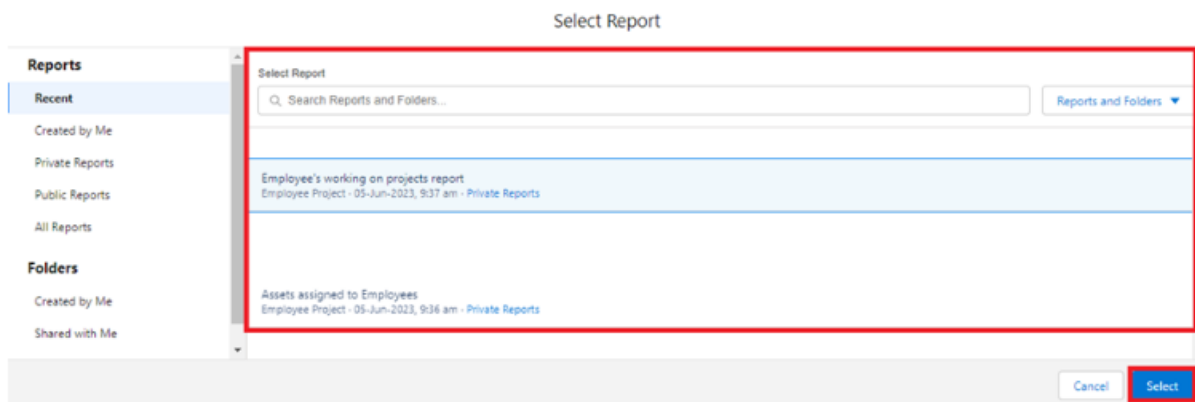 Select Report
Reports
Recent
Created by Me
Private Reports
Public Reports
All Reports
Folders
Created by Me
Shared with Me
Select Report
Search Reports and Folders...
Reports and Folders
Employee's working on projects report
Employee Project - 05-Jun-2023, 9:37 am - Private Reports
Assets assigned to Employees
Employee Project - 05-Jun-2023, 9:36 am - Private Reports
Cancel
Select